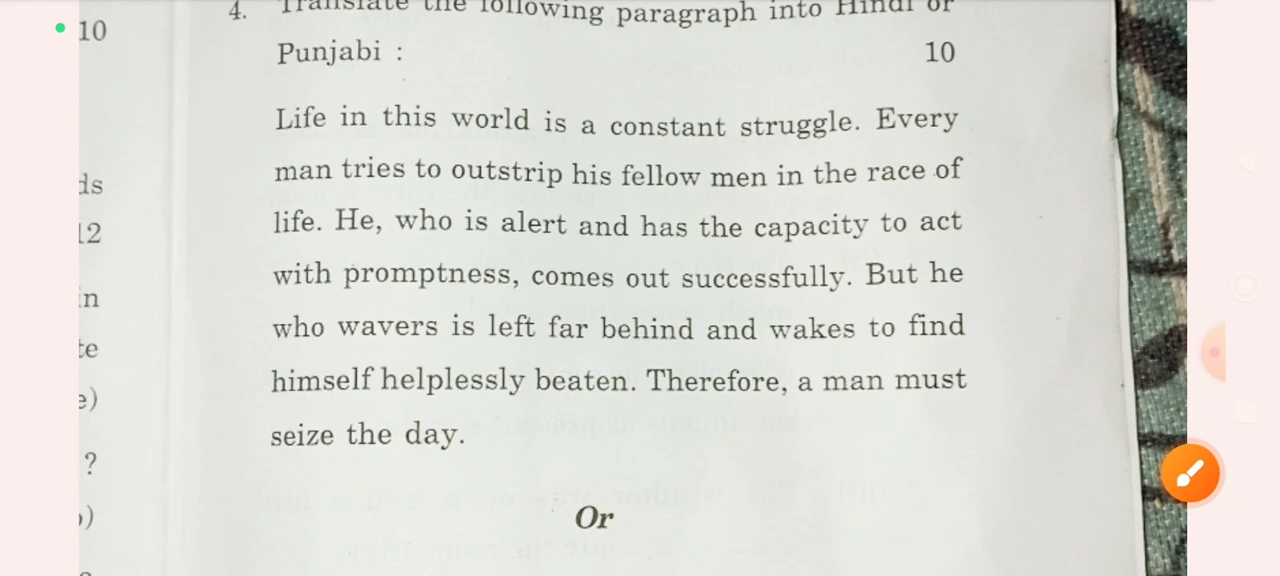 10
4. Translate the following paragraph into Hindi or
Punjabi : 10
Life in this world is a constant struggle. Every
man tries to outstrip his fellow men in the race of
ds
life. He, who is alert and has the capacity to act
12
with promptness, comes out successfully. But he
in
who wavers is left far behind and wakes to find
te
himself helplessly beaten. Therefore, a man must
e)
seize the day.
?
Or